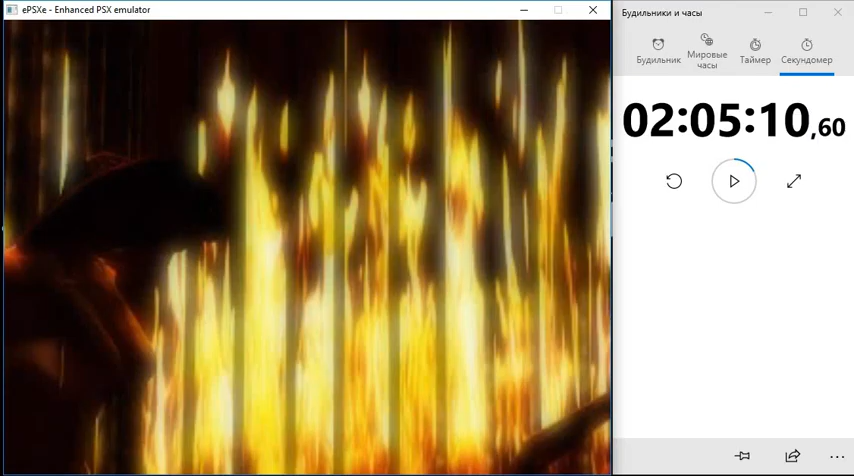 ePSXe - Enhanced PSX emulator
Будильники и часы
Будильник
Мировые
часы
Таймер
Секундомер
02:05:10,60